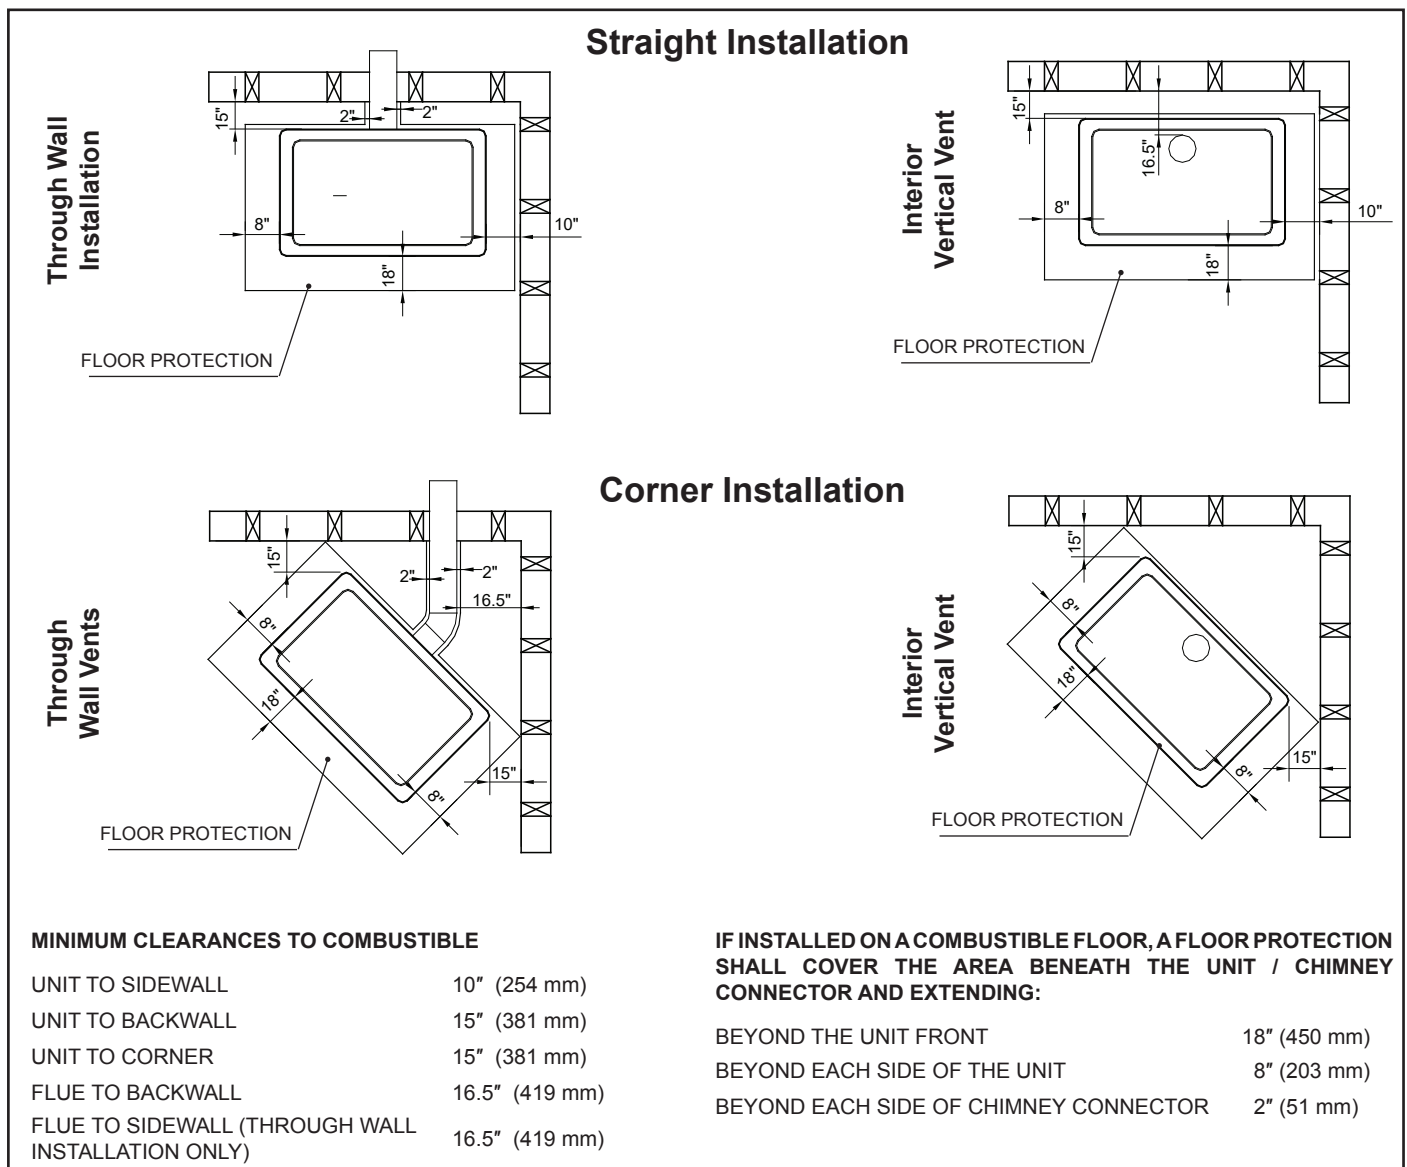 Straight Installation
Through Wall
Installation
15"
2"
2"
8"
10"
18"
FLOOR PROTECTION
Interior
Vertical Vent
15"
16.5"
8"
10"
18"
FLOOR PROTECTION
Corner Installation
Through
Wall Vents
15"
2"
2"
16.5"
8"
18"
15"
8"
FLOOR PROTECTION
Interior
Vertical Vent
15"
8"
18"
15"
8"
FLOOR PROTECTION
MINIMUM CLEARANCES TO COMBUSTIBLE
UNIT TO SIDEWALL 10″ (254 mm)
UNIT TO BACKWALL 15″ (381 mm)
UNIT TO CORNER 15″ (381 mm)
FLUE TO BACKWALL 16.5″ (419 mm)
FLUE TO SIDEWALL (THROUGH WALL
INSTALLATION ONLY) 16.5″ (419 mm)
IF INSTALLED ON A COMBUSTIBLE FLOOR, A FLOOR PROTECTION
SHALL COVER THE AREA BENEATH THE UNIT / CHIMNEY
CONNECTOR AND EXTENDING:
BEYOND THE UNIT FRONT 18″ (450 mm)
BEYOND EACH SIDE OF THE UNIT 8″ (203 mm)
BEYOND EACH SIDE OF CHIMNEY CONNECTOR 2″ (51 mm)